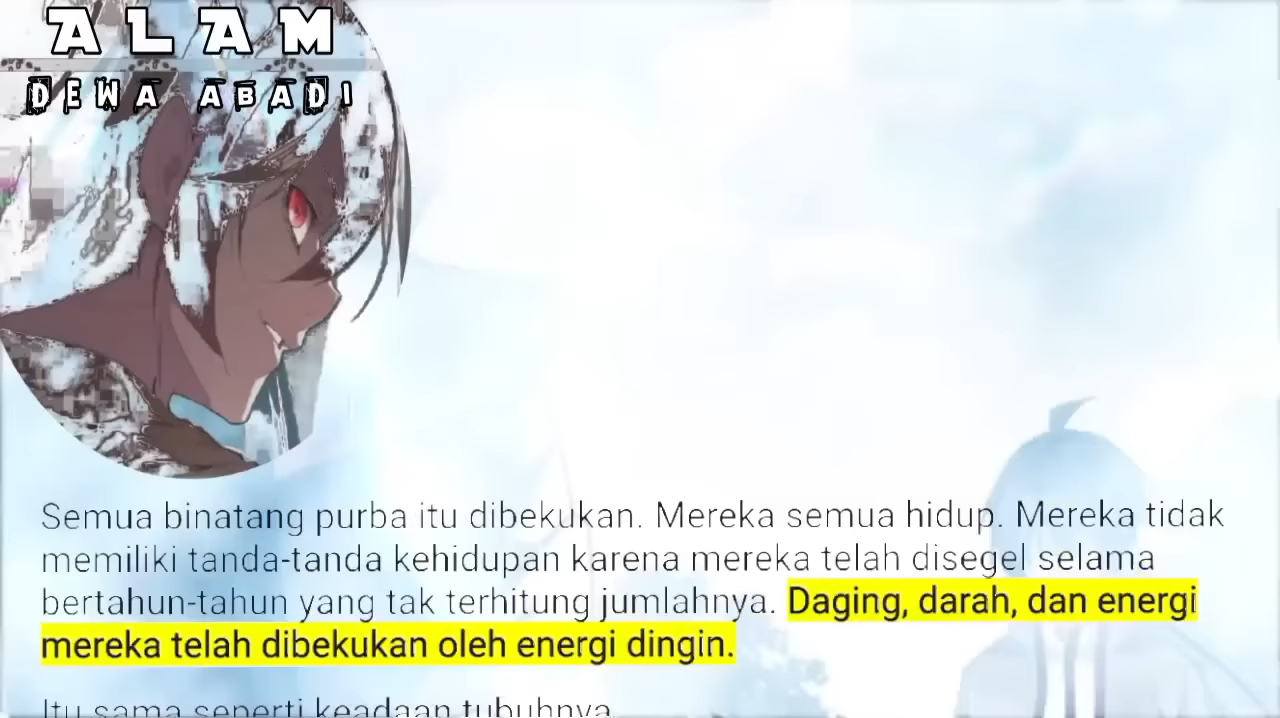 ALAM
DEWA ABADI
Semua binatang purba itu dibekukan. Mereka semua hidup. Mereka tidak
memiliki tanda-tanda kehidupan karena mereka telah disegel selama
bertahun-tahun yang tak terhitung jumlahnya. Daging, darah, dan energi
mereka telah dibekukan oleh energi dingin.
Itu sama seperti keadaan tubuhnya.